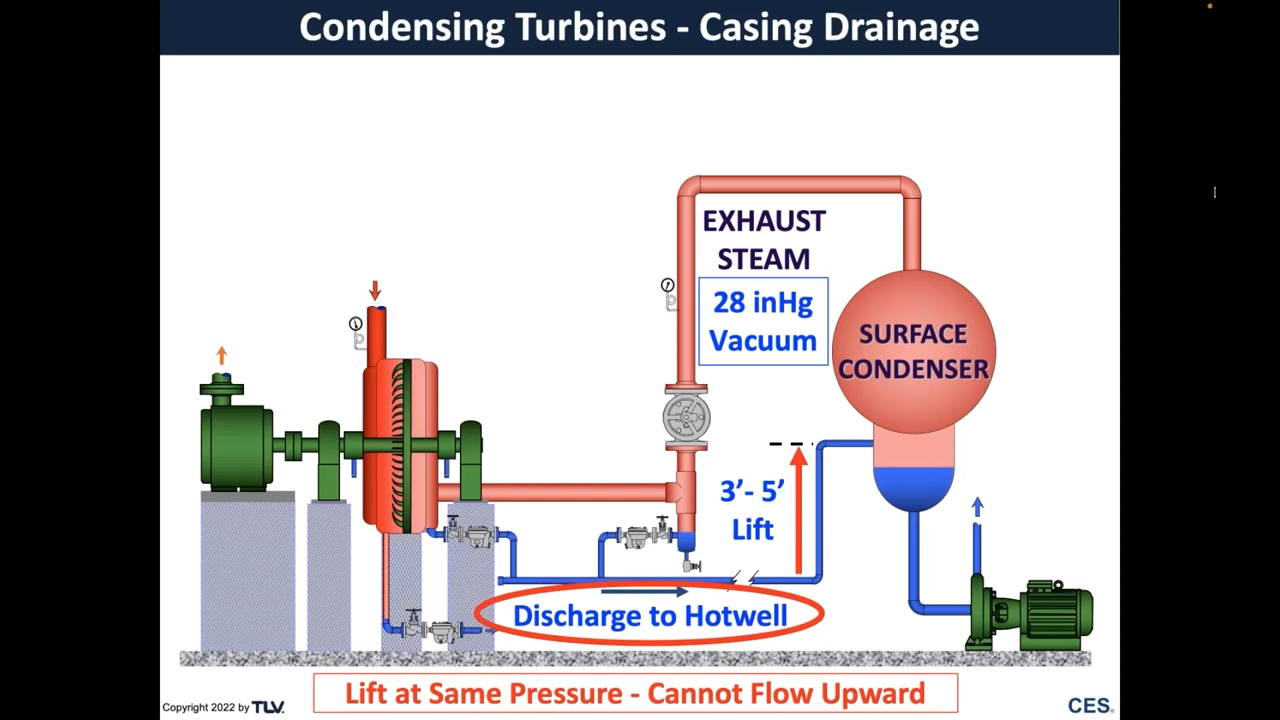 Condensing Turbines - Casing Drainage
EXHAUST
STEAM
28 inHg
Vacuum
SURFACE
CONDENSER
3’- 5’
Lift
Discharge to Hotwell
Lift at Same Pressure - Cannot Flow Upward
Copyright 2022 by TLV.
CES®